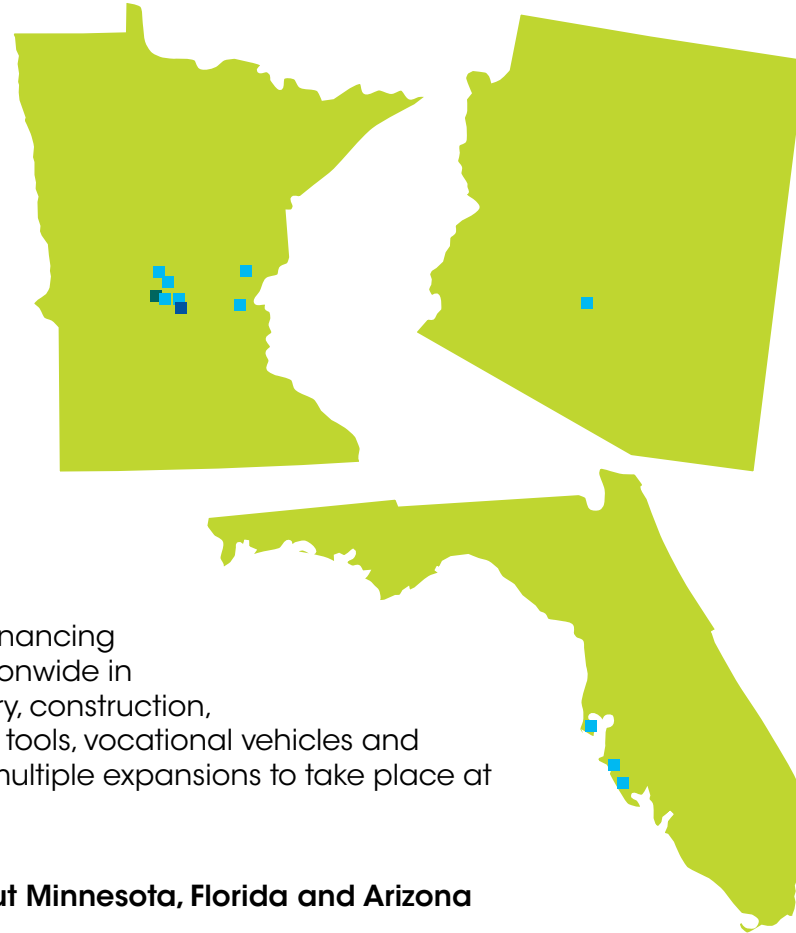 nancing
onwide in
ry, construction,
tools, vocational vehicles and
multiple expansions to take place at
ut Minnesota, Florida and Arizona